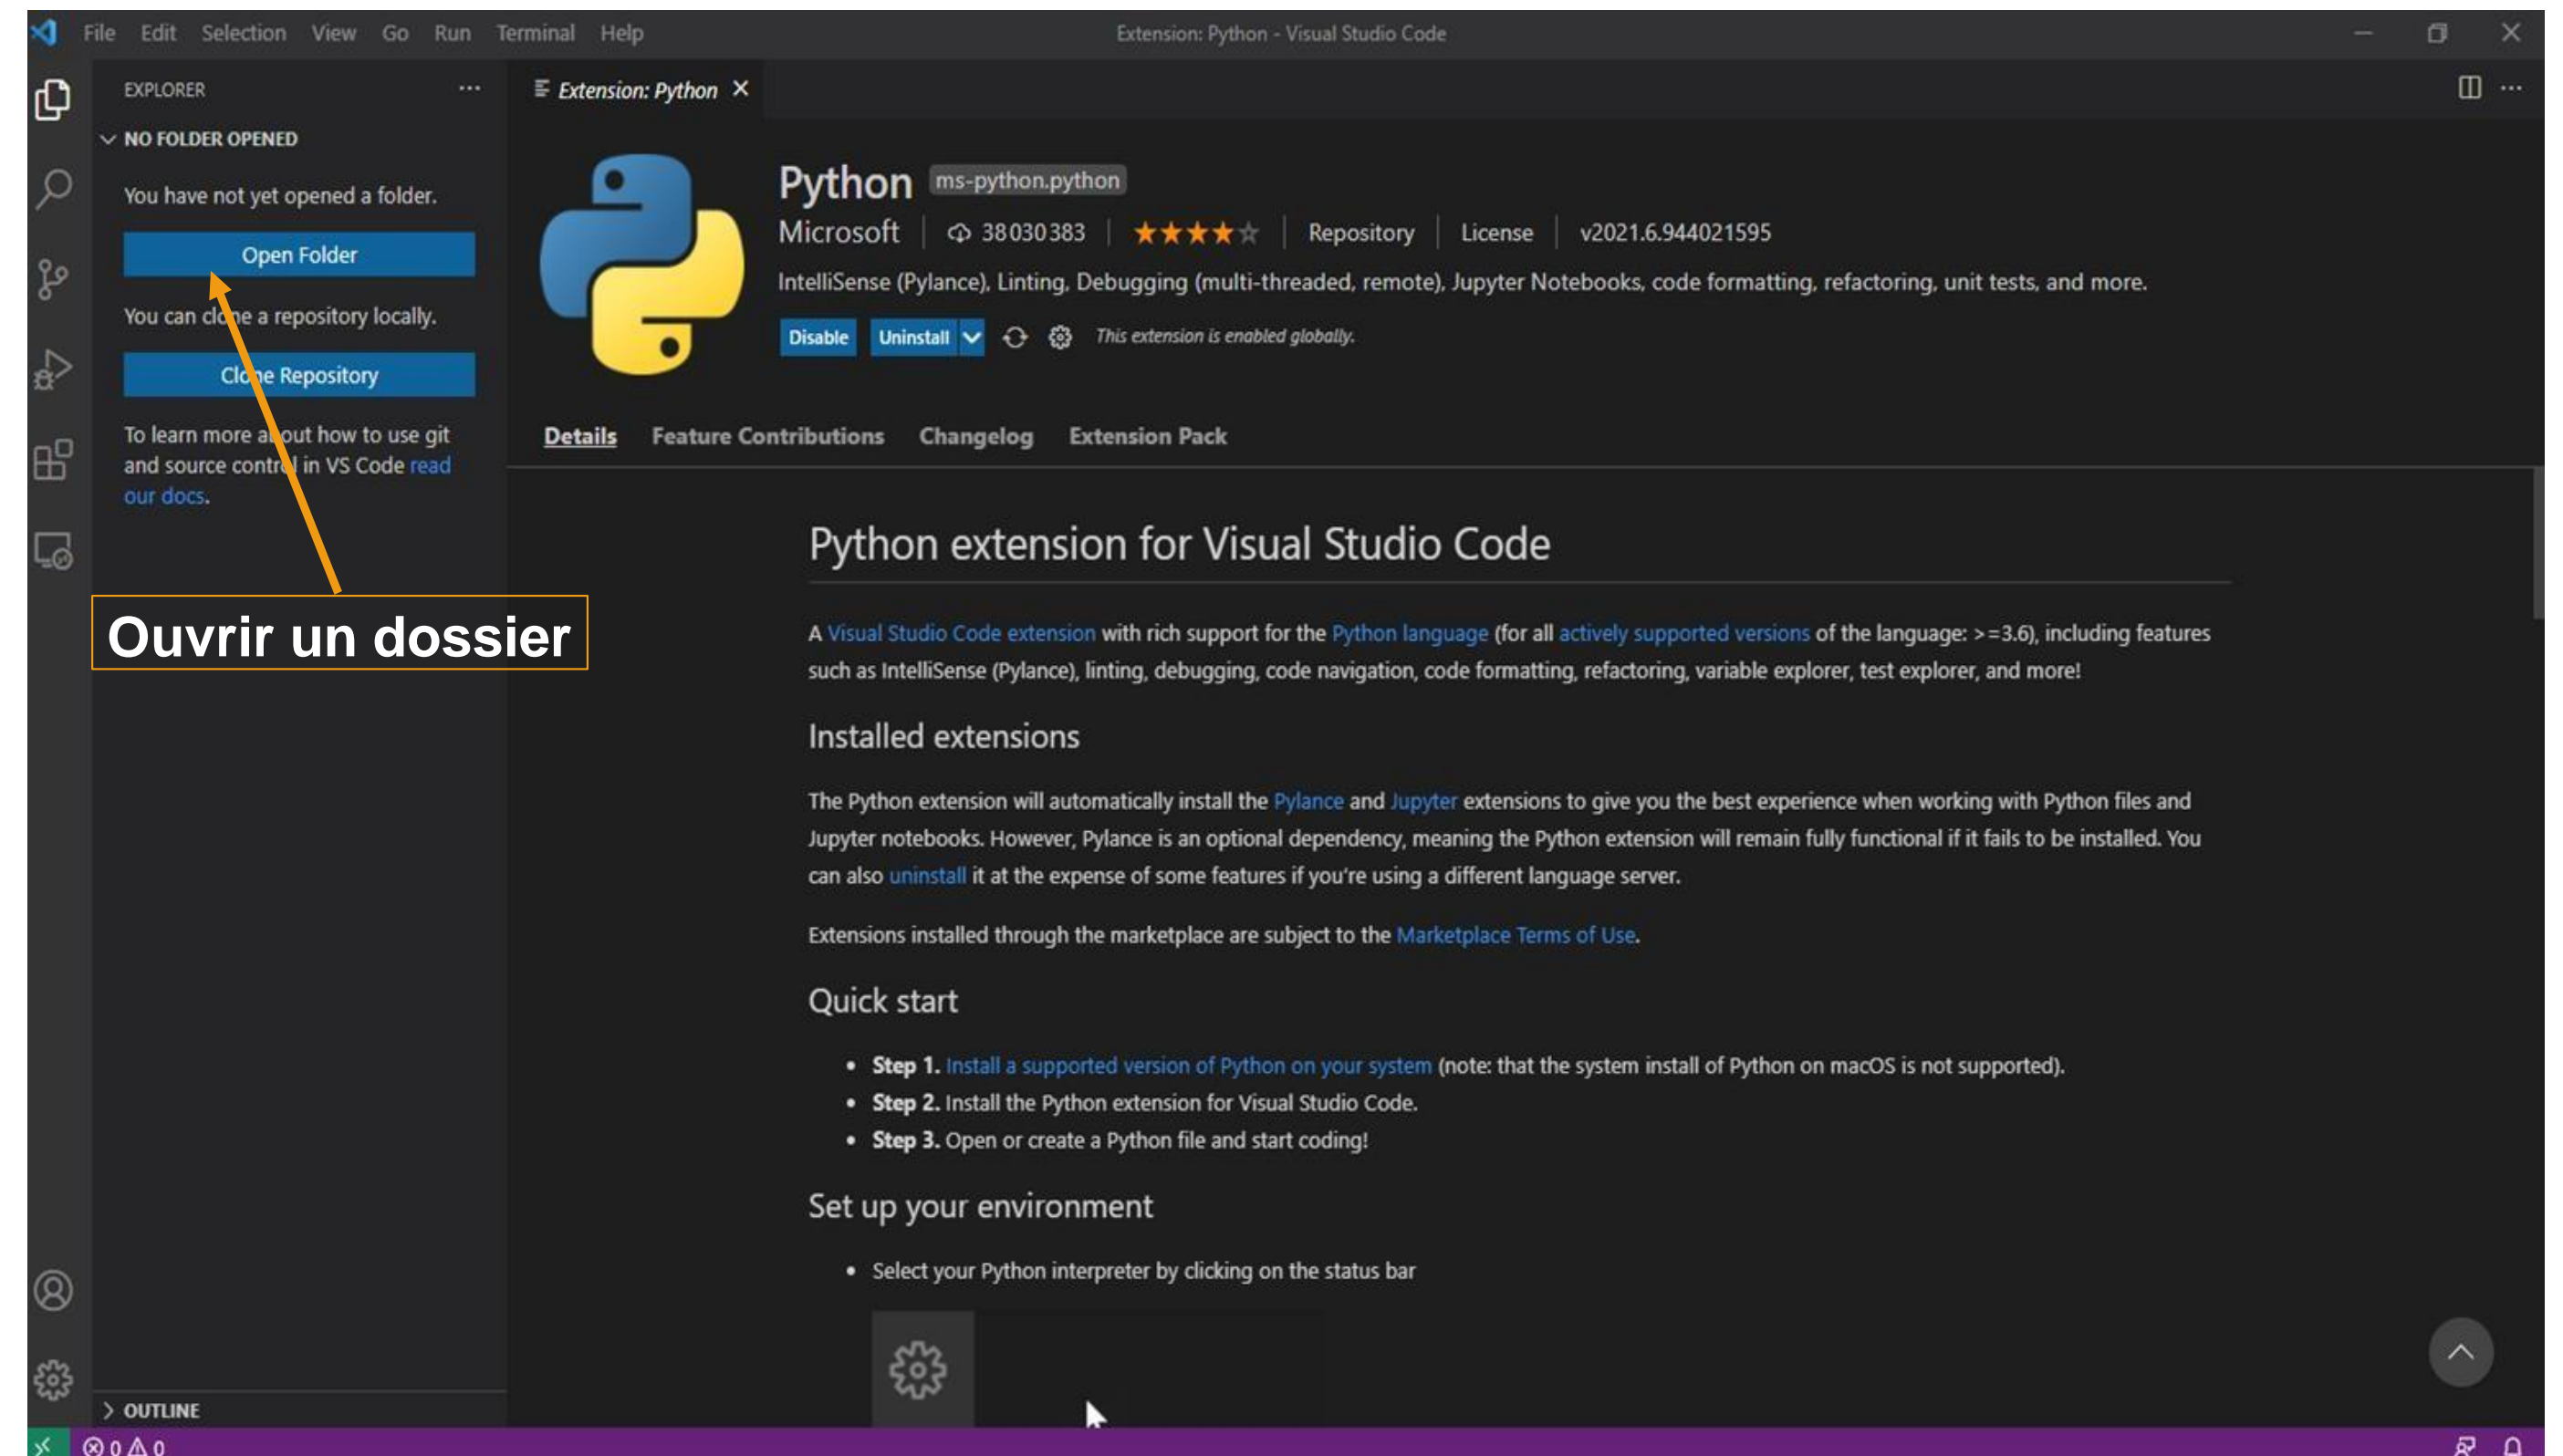 File Edit Selection View Go Run Terminal Help
Extension: Python - Visual Studio Code
EXPLORER
NO FOLDER OPENED
You have not yet opened a folder.
Open Folder
You can clone a repository locally.
Clone Repository
To learn more about how to use git
and source control in VS Code read
our docs.
Ouvrir un dossier
OUTLINE
Extension: Python
Python ms-python.python
Microsoft 38 030 383 Repository License v2021.6.944021595
IntelliSense (Pylance), Linting, Debugging (multi-threaded, remote), Jupyter Notebooks, code formatting, refactoring, unit tests, and more.
Disable Uninstall This extension is enabled globally.
Details Feature Contributions Changelog Extension Pack
Python extension for Visual Studio Code
A Visual Studio Code extension with rich support for the Python language (for all actively supported versions of the language: >=3.6), including features
such as IntelliSense (Pylance), linting, debugging, code navigation, code formatting, refactoring, variable explorer, test explorer, and more!
Installed extensions
The Python extension will automatically install the Pylance and Jupyter extensions to give you the best experience when working with Python files and
Jupyter notebooks. However, Pylance is an optional dependency, meaning the Python extension will remain fully functional if it fails to be installed. You
can also uninstall it at the expense of some features if you're using a different language server.
Extensions installed through the marketplace are subject to the Marketplace Terms of Use.
Quick start
• Step 1. Install a supported version of Python on your system (note: that the system install of Python on macOS is not supported).
• Step 2. Install the Python extension for Visual Studio Code.
• Step 3. Open or create a Python file and start coding!
Set up your environment
• Select your Python interpreter by clicking on the status bar
0 0